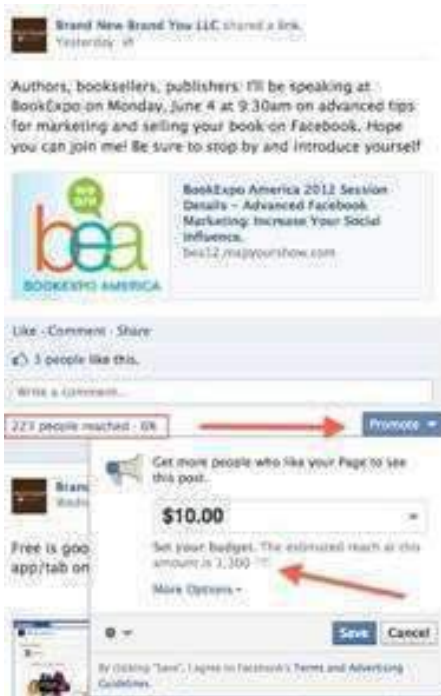 Brand New Brand You LLC shared a link.
Yesterday
Authors, booksellers, publishers: I'll be speaking at
BookExpo on Monday, June 4 at 9:30am on advanced tips
for marketing and selling your book on Facebook. Hope
you can join me! Be sure to stop by and introduce yourself
we are
bea
BOOKEXPO AMERICA
BookExpo America 2012 Session
Details - Advanced Facebook
Marketing: Increase Your Social
Influence.
bea12.mapyourshow.com
Like · Comment · Share
3 people like this.
Write a comment...
223 people reached · 6%
Promote
Get more people who like your Page to see
this post.
$10.00
Set your budget. The estimated reach at this
amount is 1,300
More Options
Save Cancel
By clicking "Save", I agree to Facebook's Terms and Advertising
Guidelines.
Bran
Free is goo
app/tab on